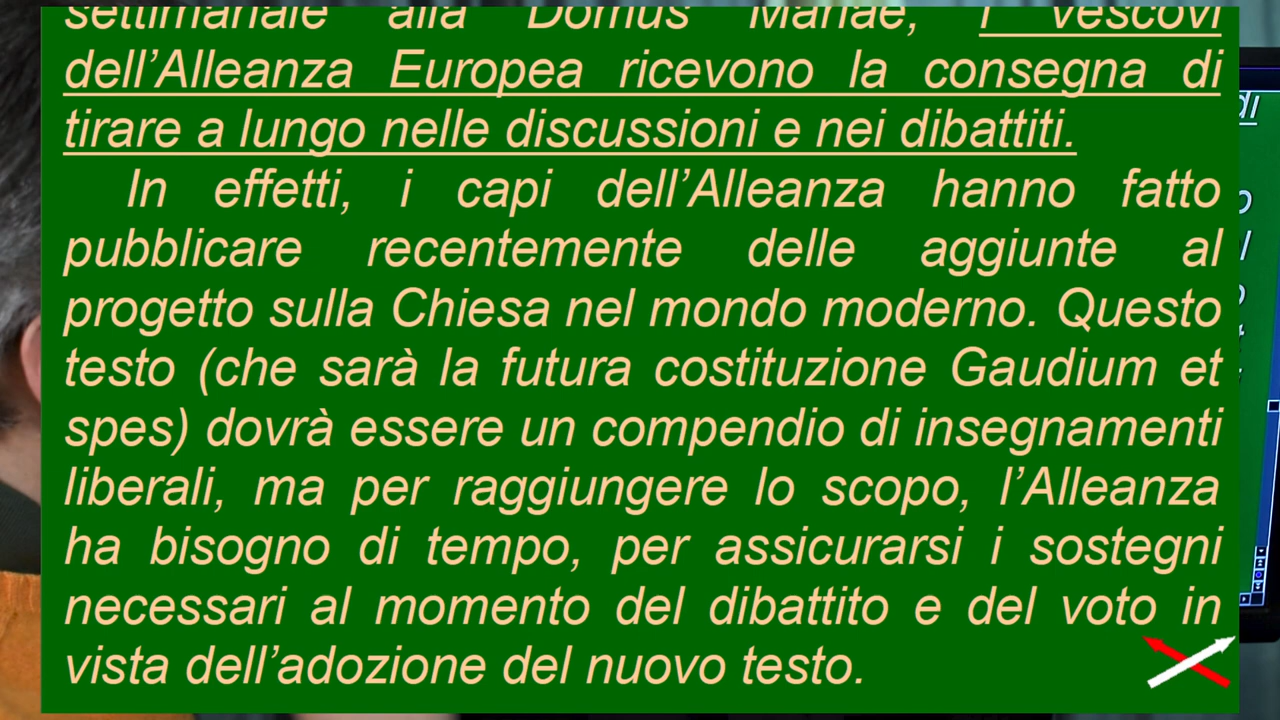 settimanale alla Domus Mariae, i vescovi
dell'Alleanza Europea ricevono la consegna di
tirare a lungo nelle discussioni e nei dibattiti.
In effetti, i capi dell'Alleanza hanno fatto
pubblicare recentemente delle aggiunte al
progetto sulla Chiesa nel mondo moderno. Questo
testo (che sarà la futura costituzione Gaudium et
spes) dovrà essere un compendio di insegnamenti
liberali, ma per raggiungere lo scopo, l'Alleanza
ha bisogno di tempo, per assicurarsi i sostegni
necessari al momento del dibattito e del voto in
vista dell'adozione del nuovo testo.